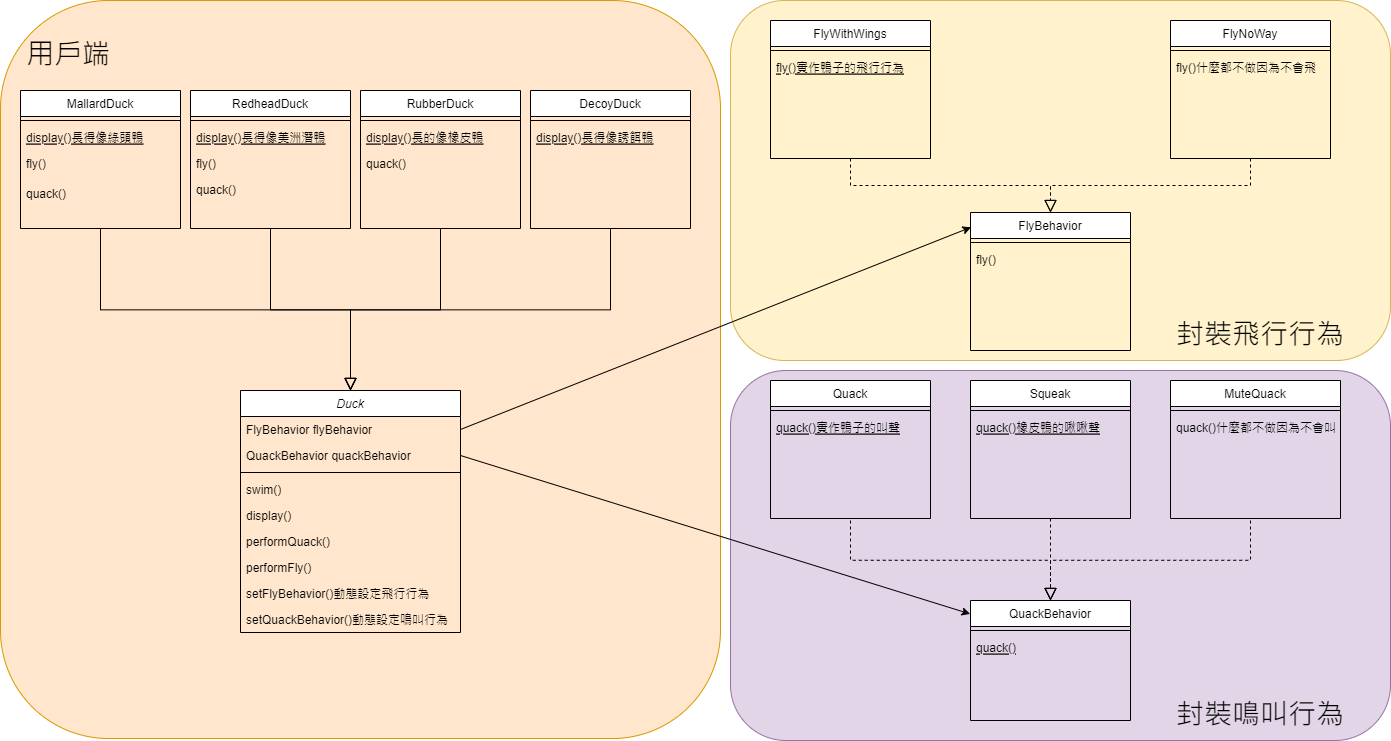 用戶端
MallardDuck
display()長得像綠頭鴨
fly()
quack()
RedheadDuck
display()長得像美洲潛鴨
fly()
quack()
RubberDuck
display()長的像橡皮鴨
quack()
DecoyDuck
display()長得像誘餌鴨
Duck
FlyBehavior flyBehavior
QuackBehavior quackBehavior
swim()
display()
performQuack()
performFly()
setFlyBehavior()動態設定飛行行為
setQuackBehavior()動態設定鳴叫行為
FlyWithWings
fly()實作鴨子的飛行行為
FlyNoWay
fly()什麼都不做因為不會飛
FlyBehavior
fly()
封裝飛行行為
Quack
quack()實作鴨子的叫聲
Squeak
quack()橡皮鴨的啾啾聲
MuteQuack
quack()什麼都不做因為不會叫
QuackBehavior
quack()
封裝鳴叫行為